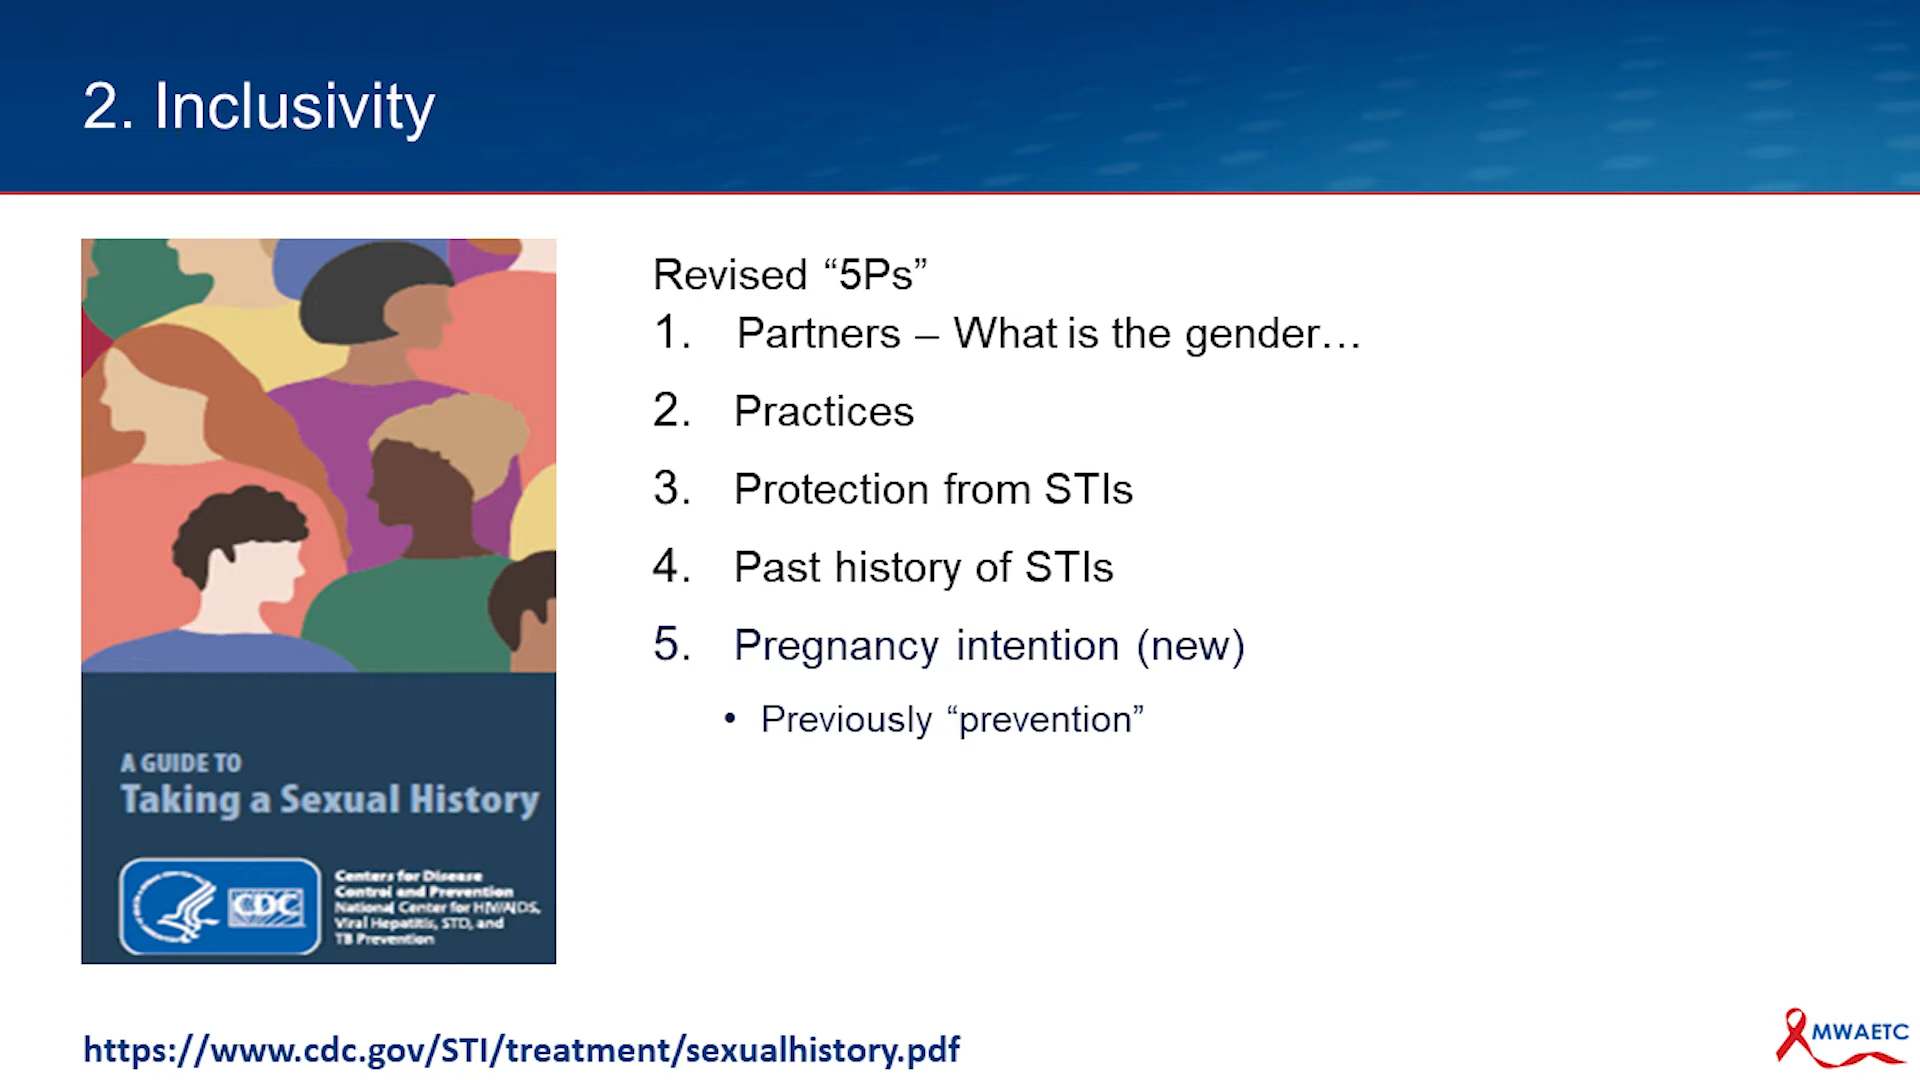 2. Inclusivity
Revised “5Ps”
1. Partners – What is the gender…
2. Practices
3. Protection from STIs
4. Past history of STIs
5. Pregnancy intention (new)
• Previously “prevention”
A GUIDE TO
Taking a Sexual History
CDC
Centers for Disease
Control and Prevention
National Center for HIV/AIDS,
Viral Hepatitis, STD, and
TB Prevention
https://www.cdc.gov/STI/treatment/sexualhistory.pdf
MWAETC